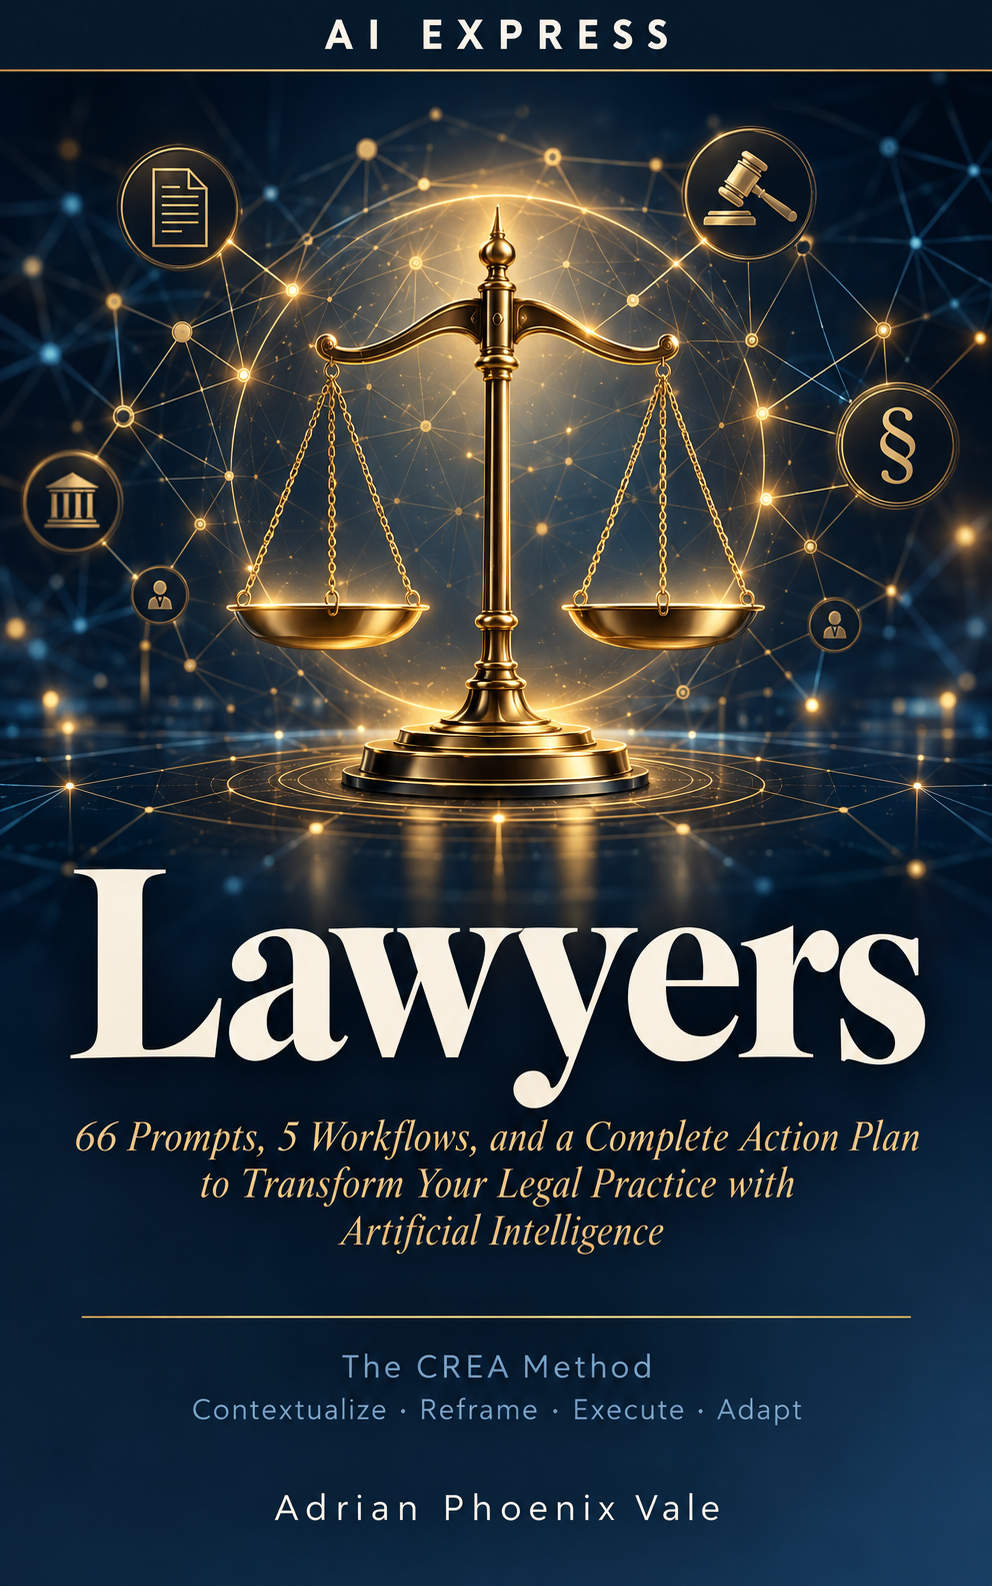 AI EXPRESS
§
Lawyers
66 Prompts, 5 Workflows, and a Complete Action Plan
to Transform Your Legal Practice with
Artificial Intelligence
The CREA Method
Contextualize · Reframe · Execute · Adapt
Adrian Phoenix Vale